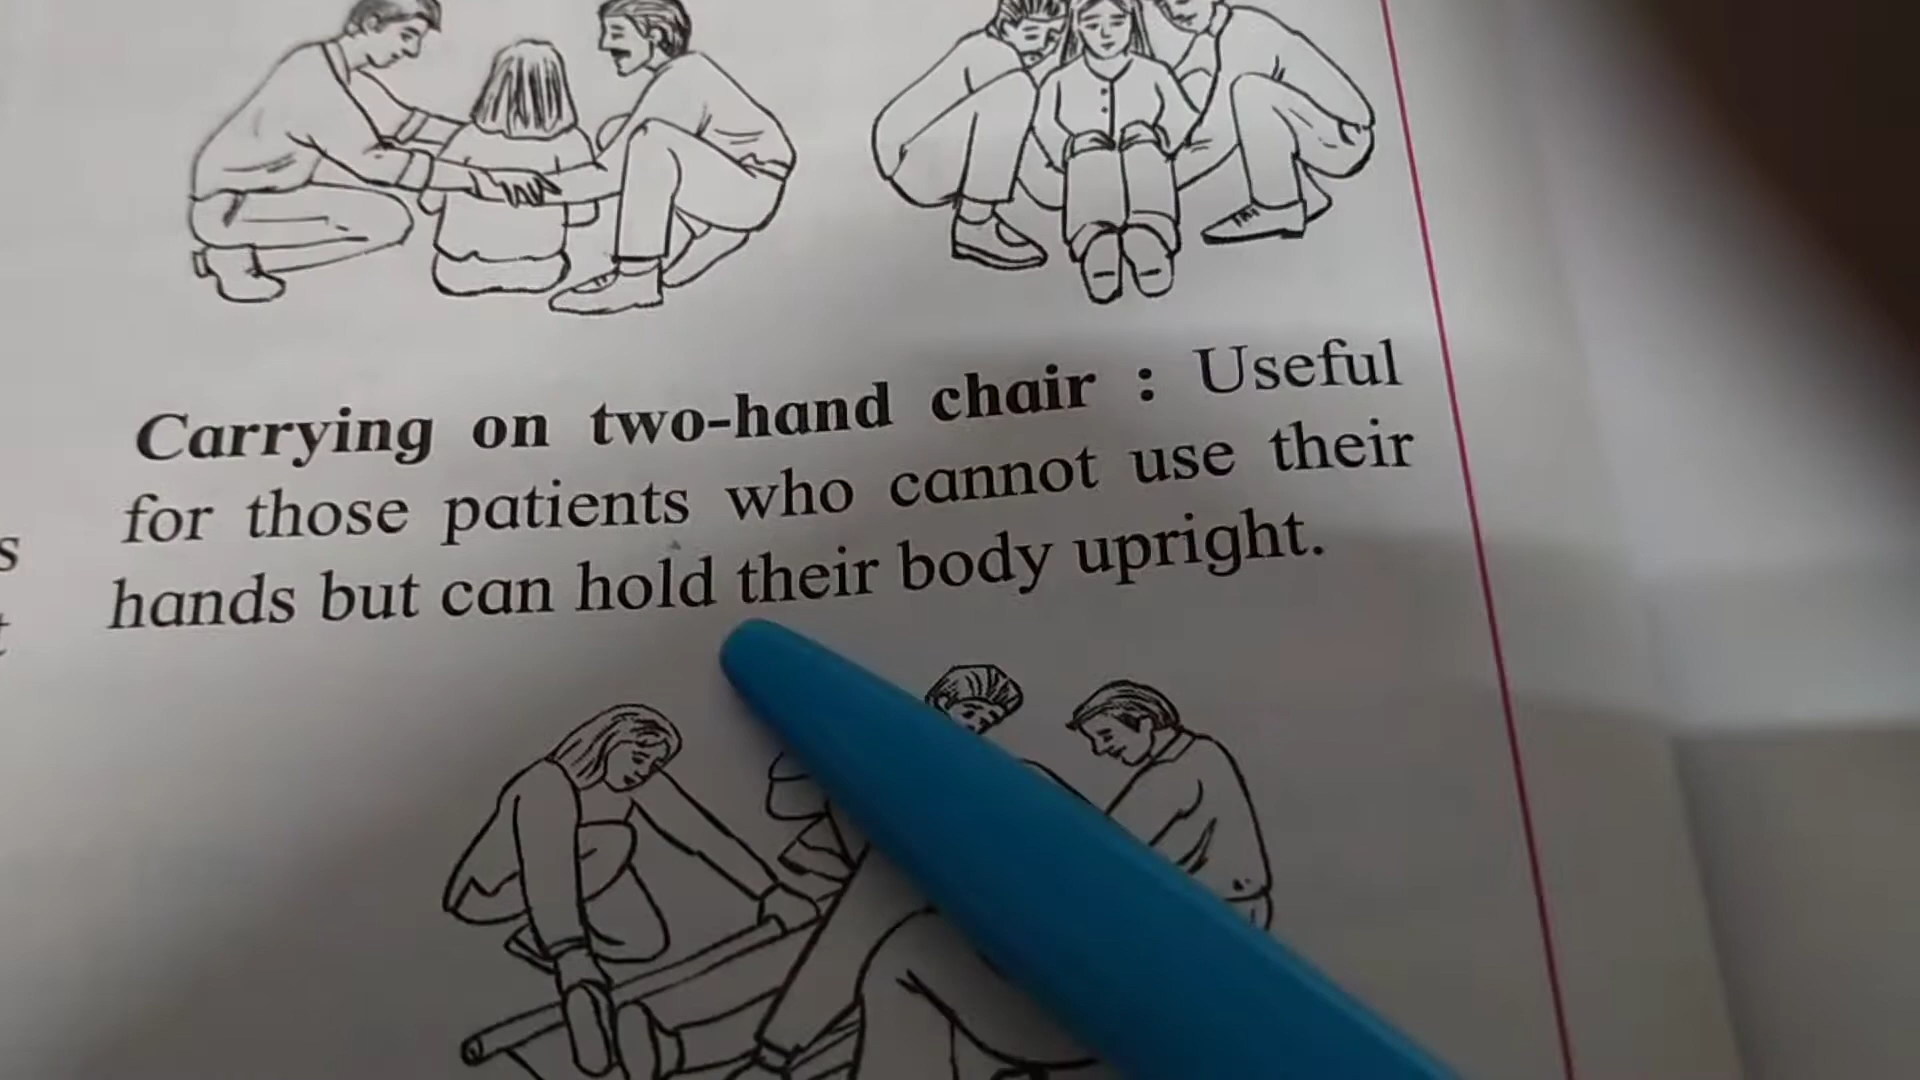 Carrying on two-hand chair : Useful
for those patients who cannot use their
hands but can hold their body upright.
s
t